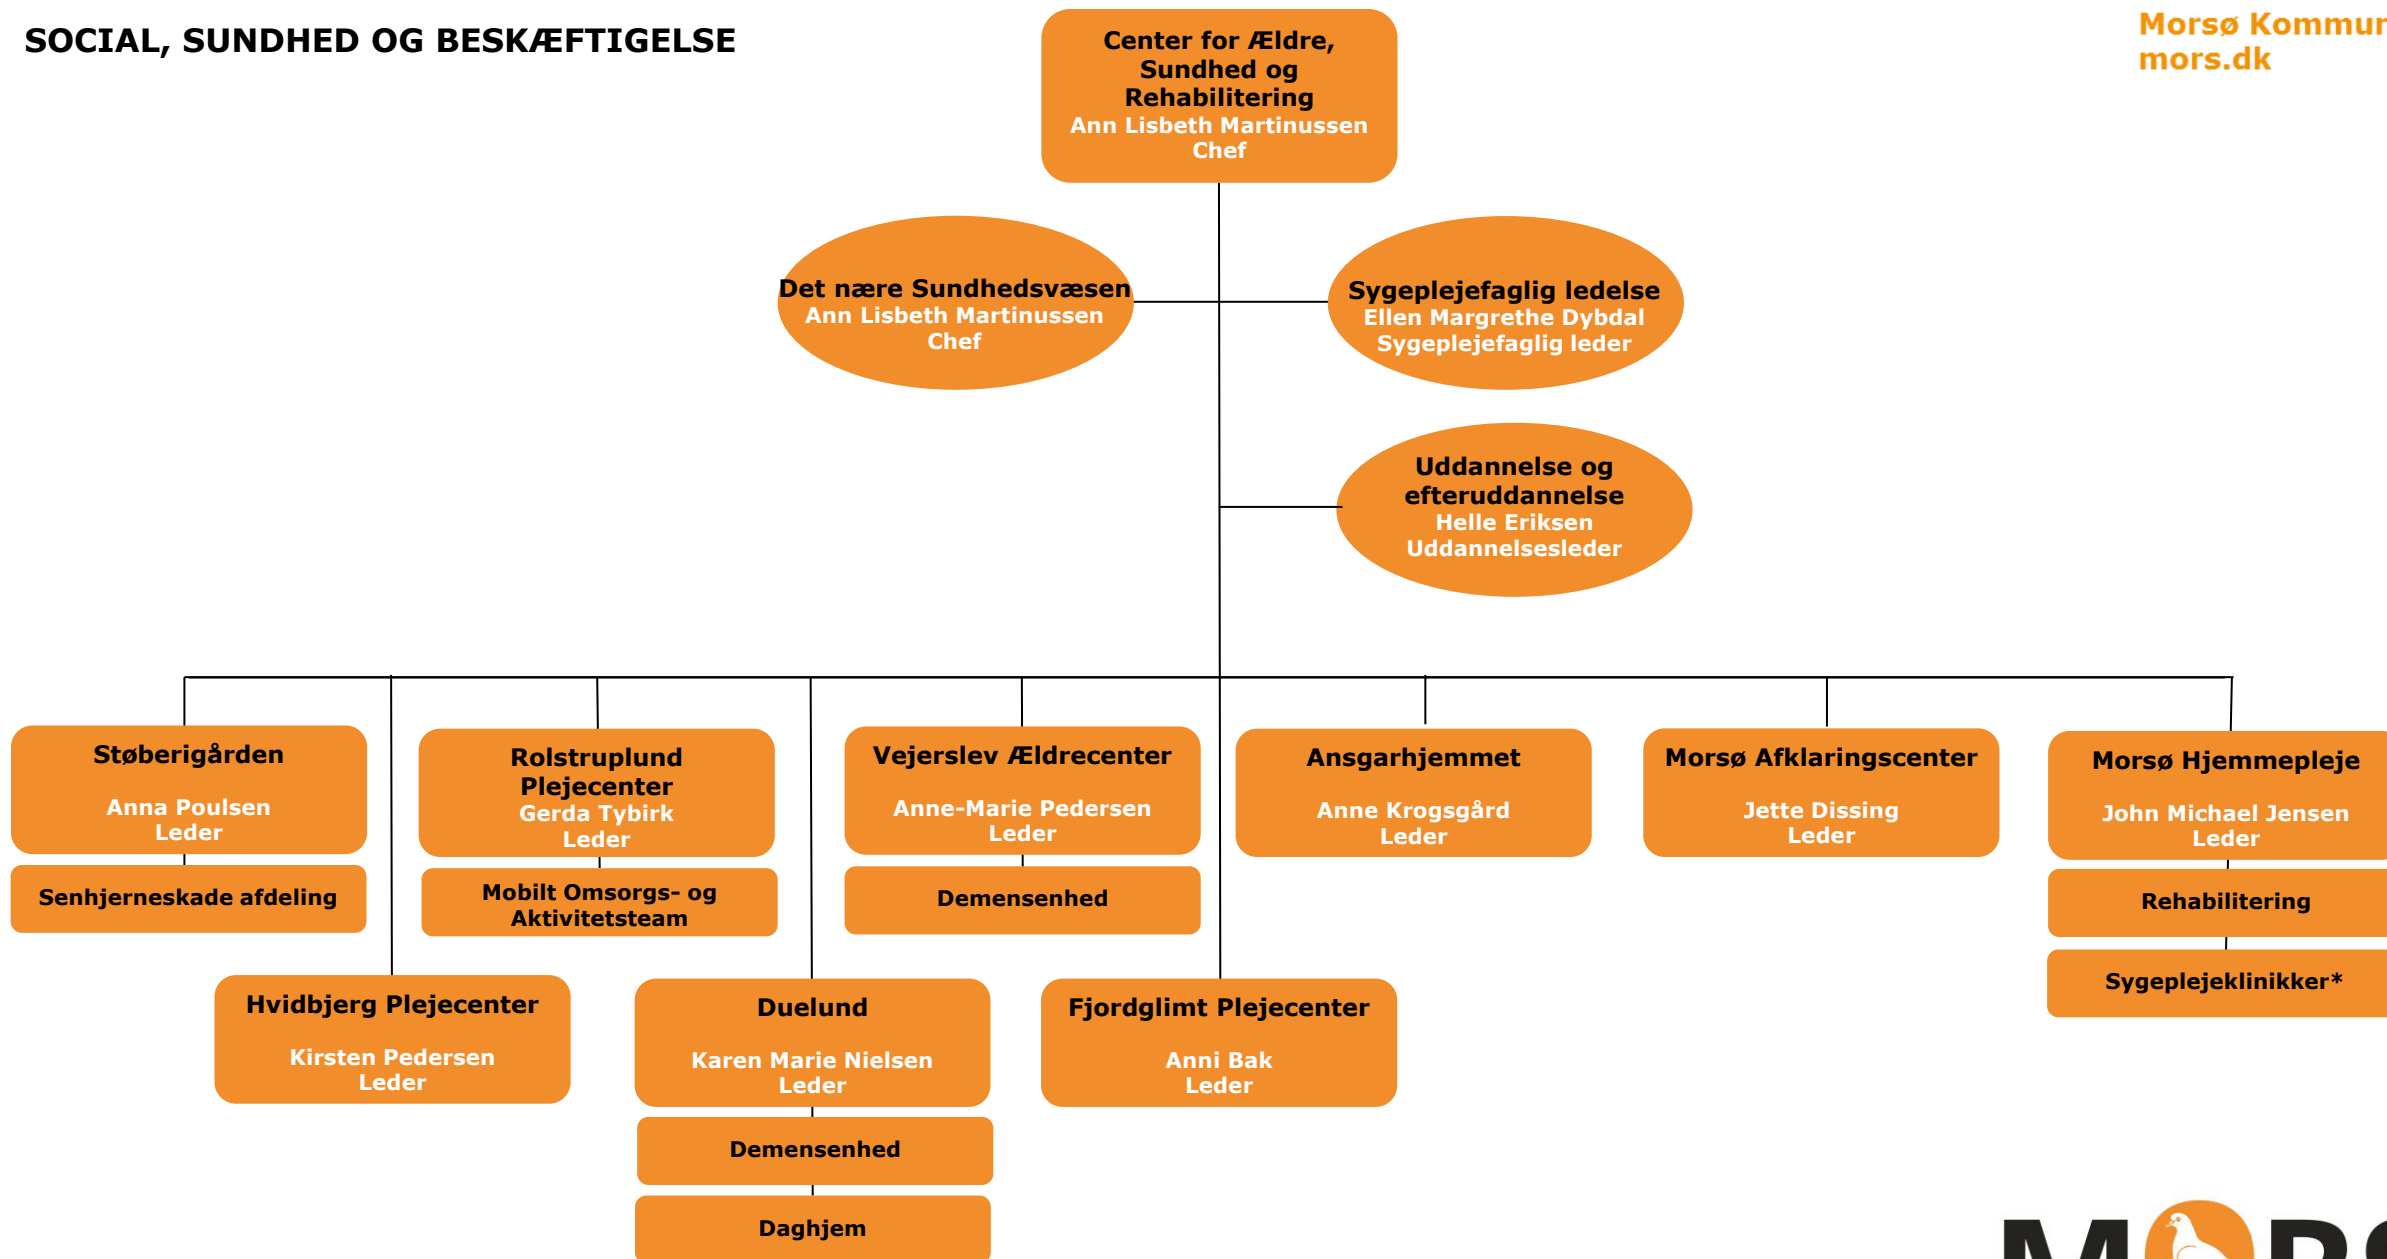 SOCIAL, SUNDHED OG BESKÆFTIGELSE
Morsø Kommun
mors.dk
Center for Ældre,
Sundhed og
Rehabilitering
Ann Lisbeth Martinussen
Chef
Det nære Sundhedsvæsen
Ann Lisbeth Martinussen
Chef
Sygeplejefaglig ledelse
Ellen Margrethe Dybdal
Sygeplejefaglig leder
Uddannelse og
efteruddannelse
Helle Eriksen
Uddannelsesleder
Støberigården
Anna Poulsen
Leder
Senhjerneskade afdeling
Rolstruplund
Plejecenter
Gerda Tybirk
Leder
Mobilt Omsorgs- og
Aktivitetsteam
Vejerslev Ældrecenter
Anne-Marie Pedersen
Leder
Demensenhed
Ansgarhjemmet
Anne Krogsgård
Leder
Morsø Afklaringscenter
Jette Dissing
Leder
Morsø Hjemmepleje
John Michael Jensen
Leder
Rehabilitering
Sygeplejeklinikker*
Hvidbjerg Plejecenter
Kirsten Pedersen
Leder
Duelund
Karen Marie Nielsen
Leder
Demensenhed
Daghjem
Fjordglimt Plejecenter
Anni Bak
Leder
MORS